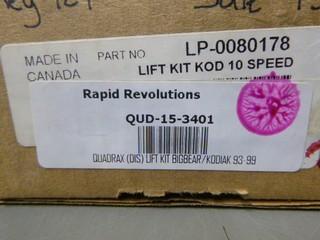 MADE IN
CANADA
PART NO
LP-0080178
LIFT KIT KOD 10 SPEED
Rapid Revolutions
QUD-15-3401
QUADRAX (DIS) LIFT KIT BIGBEAR/KODIAK 93-99